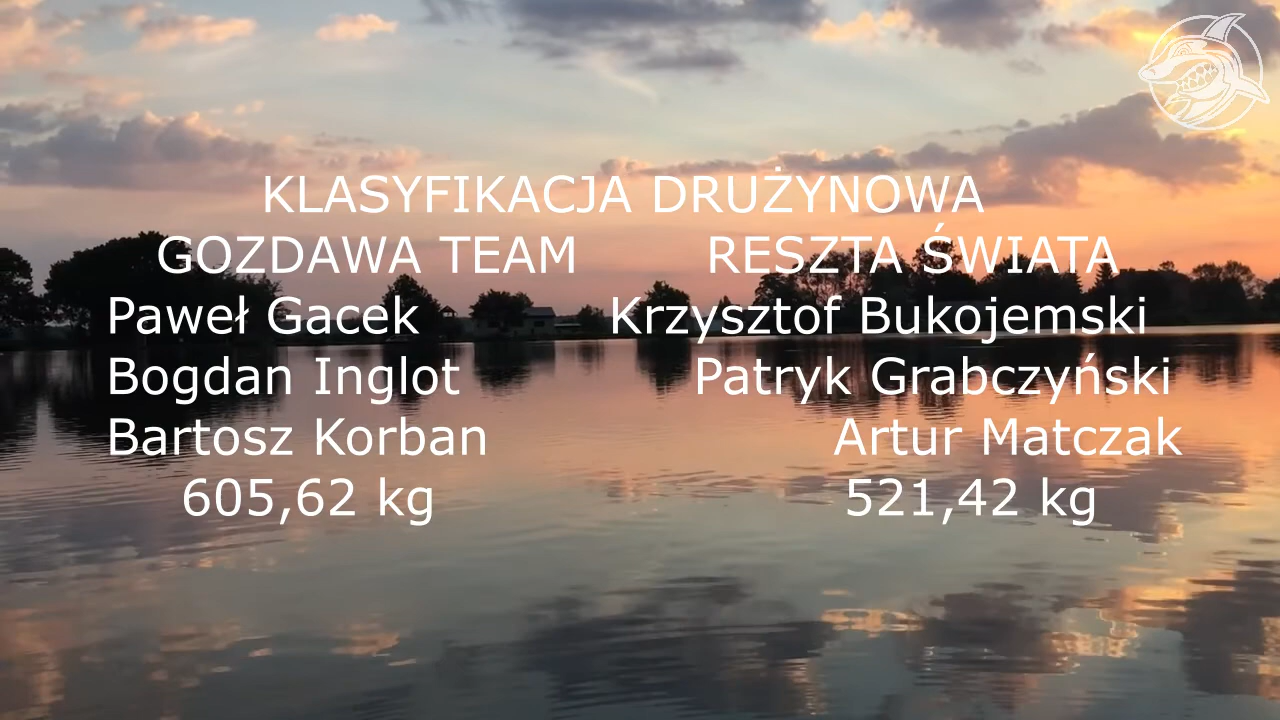 KLASYFIKACJA DRUŻYNOWA
GOZDAWA TEAM RESZTA ŚWIATA
Paweł Gacek Krzysztof Bukojemski
Bogdan Inglot Patryk Grabczyński
Bartosz Korban Artur Matczak
605,62 kg 521,42 kg